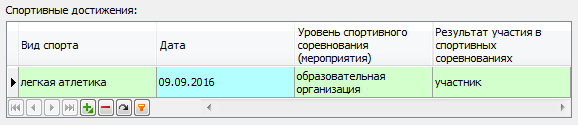 Спортивные достижения:
Вид спорта
Дата
Уровень спортивного
соревнования
(мероприятия)
Результат участия в
спортивных
соревнованиях
легкая атлетика
09.09.2016
образовательная
организация
участник